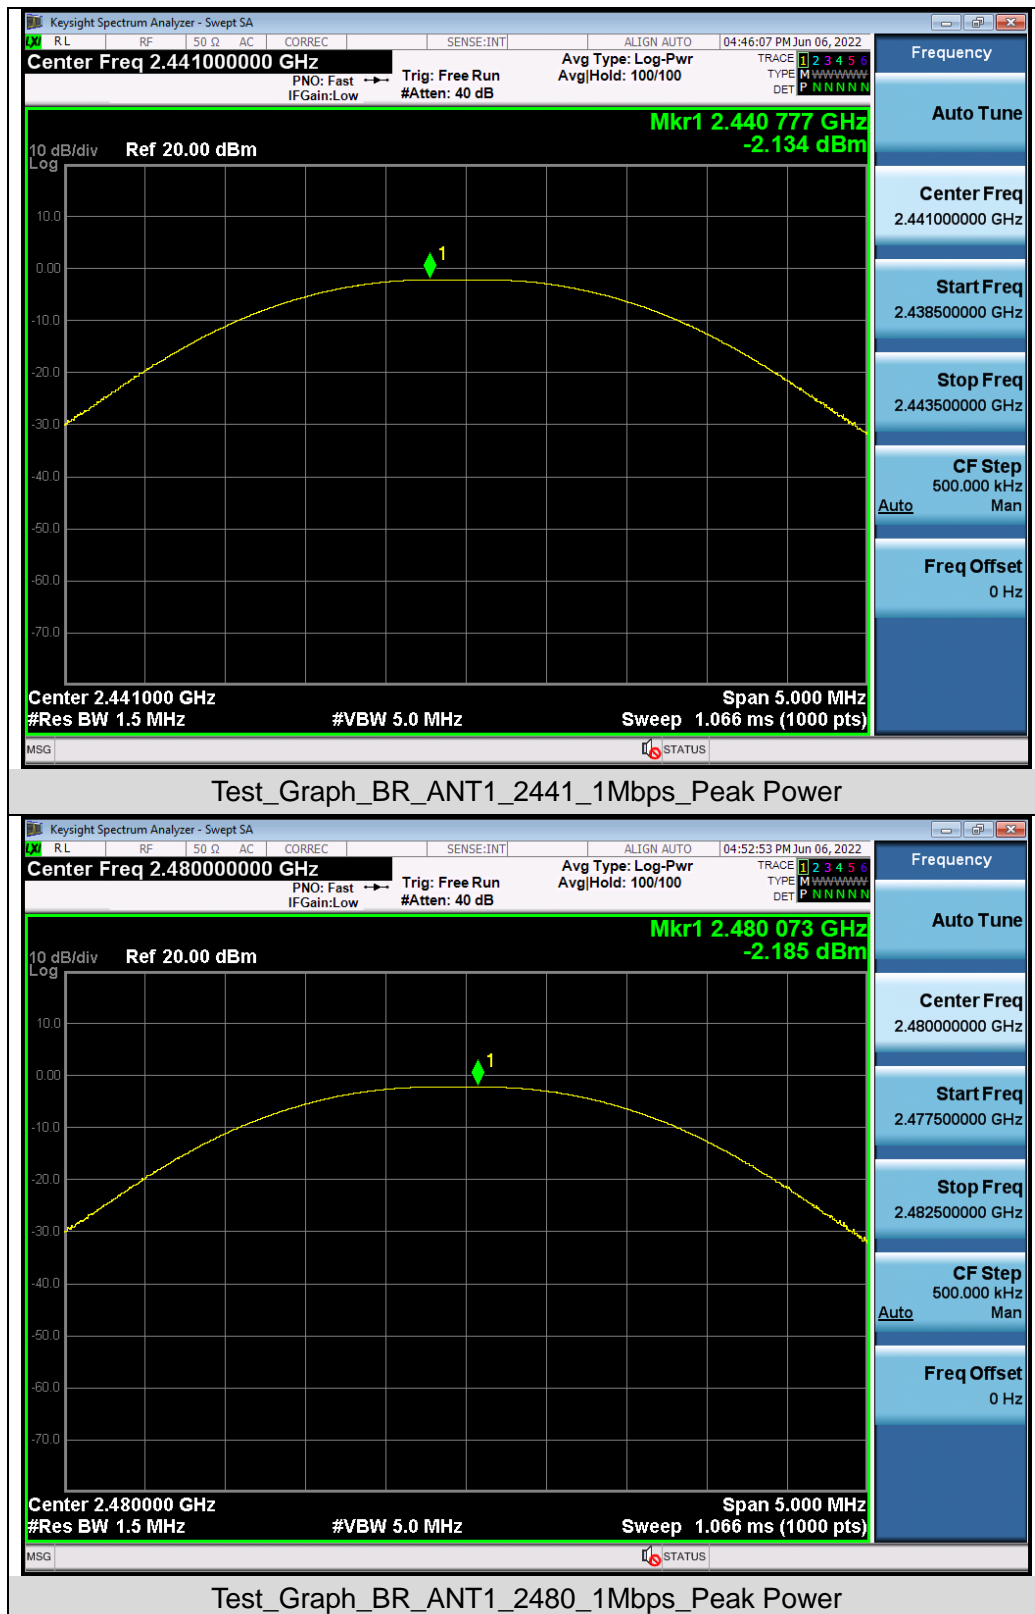 Keysight Spectrum Analyzer - Swept SA
LXI RL RF 50 Ω AC CORREC SENSE:INT ALIGN AUTO 04:46:07 PM Jun 06, 2022
Center Freq 2.441000000 GHz
PNO: Fast
IFGain:Low
Trig: Free Run
#Atten: 40 dB
Avg Type: Log-Pwr
Avg|Hold: 100/100
TRACE 1 2 3 4 5 6
TYPE M WWWWW
DET P N N N N N
Frequency
Auto Tune
Center Freq
2.441000000 GHz
Start Freq
2.438500000 GHz
Stop Freq
2.443500000 GHz
CF Step
500.000 kHz
Auto Man
Freq Offset
0 Hz
Mkr1 2.440 777 GHz
-2.134 dBm
10 dB/div Ref 20.00 dBm
Log
10.0
0.00
-10.0
-20.0
-30.0
-40.0
-50.0
-60.0
-70.0
1
Center 2.441000 GHz Span 5.000 MHz
#Res BW 1.5 MHz #VBW 5.0 MHz Sweep 1.066 ms (1000 pts)
MSG STATUS
Test_Graph_BR_ANT1_2441_1Mbps_Peak Power
Keysight Spectrum Analyzer - Swept SA
LXI RL RF 50 Ω AC CORREC SENSE:INT ALIGN AUTO 04:52:53 PM Jun 06, 2022
Center Freq 2.480000000 GHz
PNO: Fast
IFGain:Low
Trig: Free Run
#Atten: 40 dB
Avg Type: Log-Pwr
Avg|Hold: 100/100
TRACE 1 2 3 4 5 6
TYPE M WWWWW
DET P N N N N N
Frequency
Auto Tune
Center Freq
2.480000000 GHz
Start Freq
2.477500000 GHz
Stop Freq
2.482500000 GHz
CF Step
500.000 kHz
Auto Man
Freq Offset
0 Hz
Mkr1 2.480 073 GHz
-2.185 dBm
10 dB/div Ref 20.00 dBm
Log
10.0
0.00
-10.0
-20.0
-30.0
-40.0
-50.0
-60.0
-70.0
1
Center 2.480000 GHz Span 5.000 MHz
#Res BW 1.5 MHz #VBW 5.0 MHz Sweep 1.066 ms (1000 pts)
MSG STATUS
Test_Graph_BR_ANT1_2480_1Mbps_Peak Power